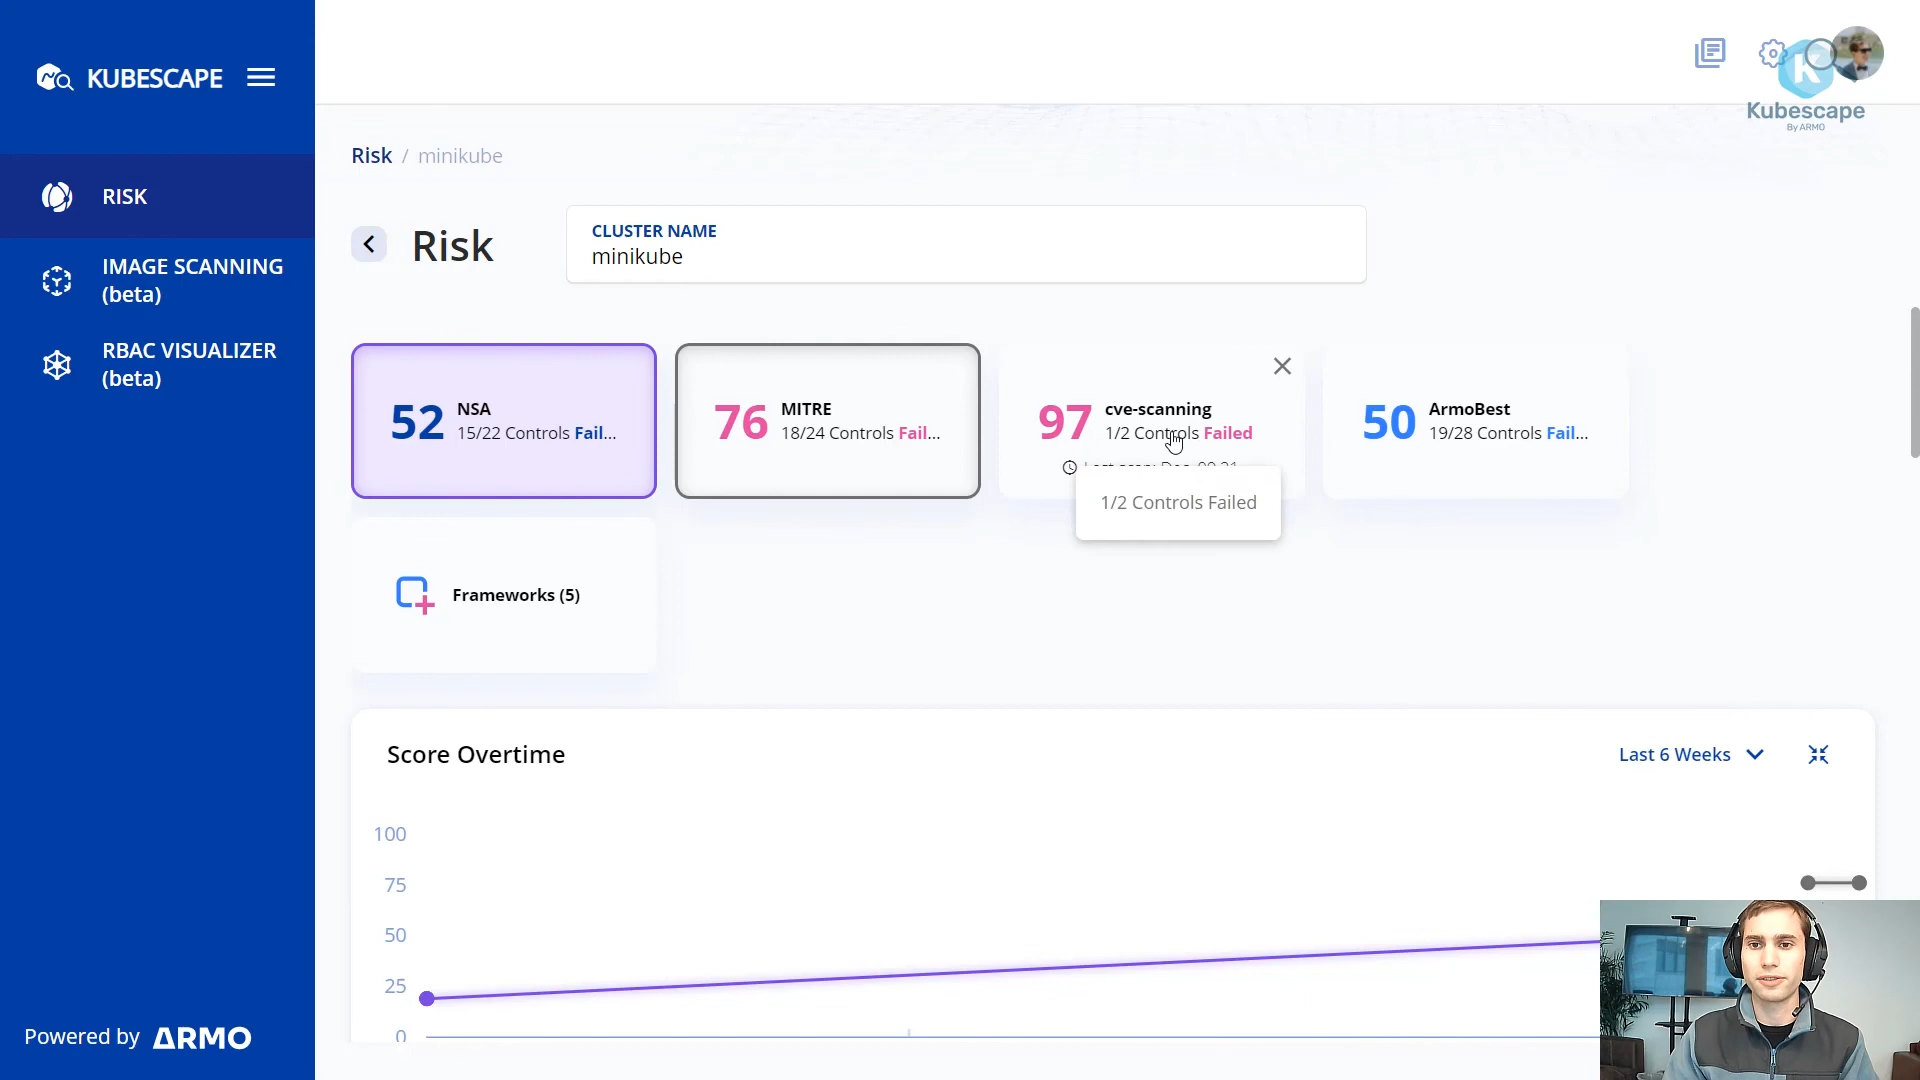 KUBESCAPE
RISK
IMAGE SCANNING
(beta)
RBAC VISUALIZER
(beta)
Powered by ARMO
Kubescape
By ARMO
Risk / minikube
Risk
CLUSTER NAME
minikube
52 NSA
15/22 Controls Fail...
76 MITRE
18/24 Controls Fail...
97 cve-scanning
1/2 Controls Failed
1/2 Controls Failed
50 ArmoBest
19/28 Controls Fail...
Frameworks (5)
Score Overtime
Last 6 Weeks
100
75
50
25
0